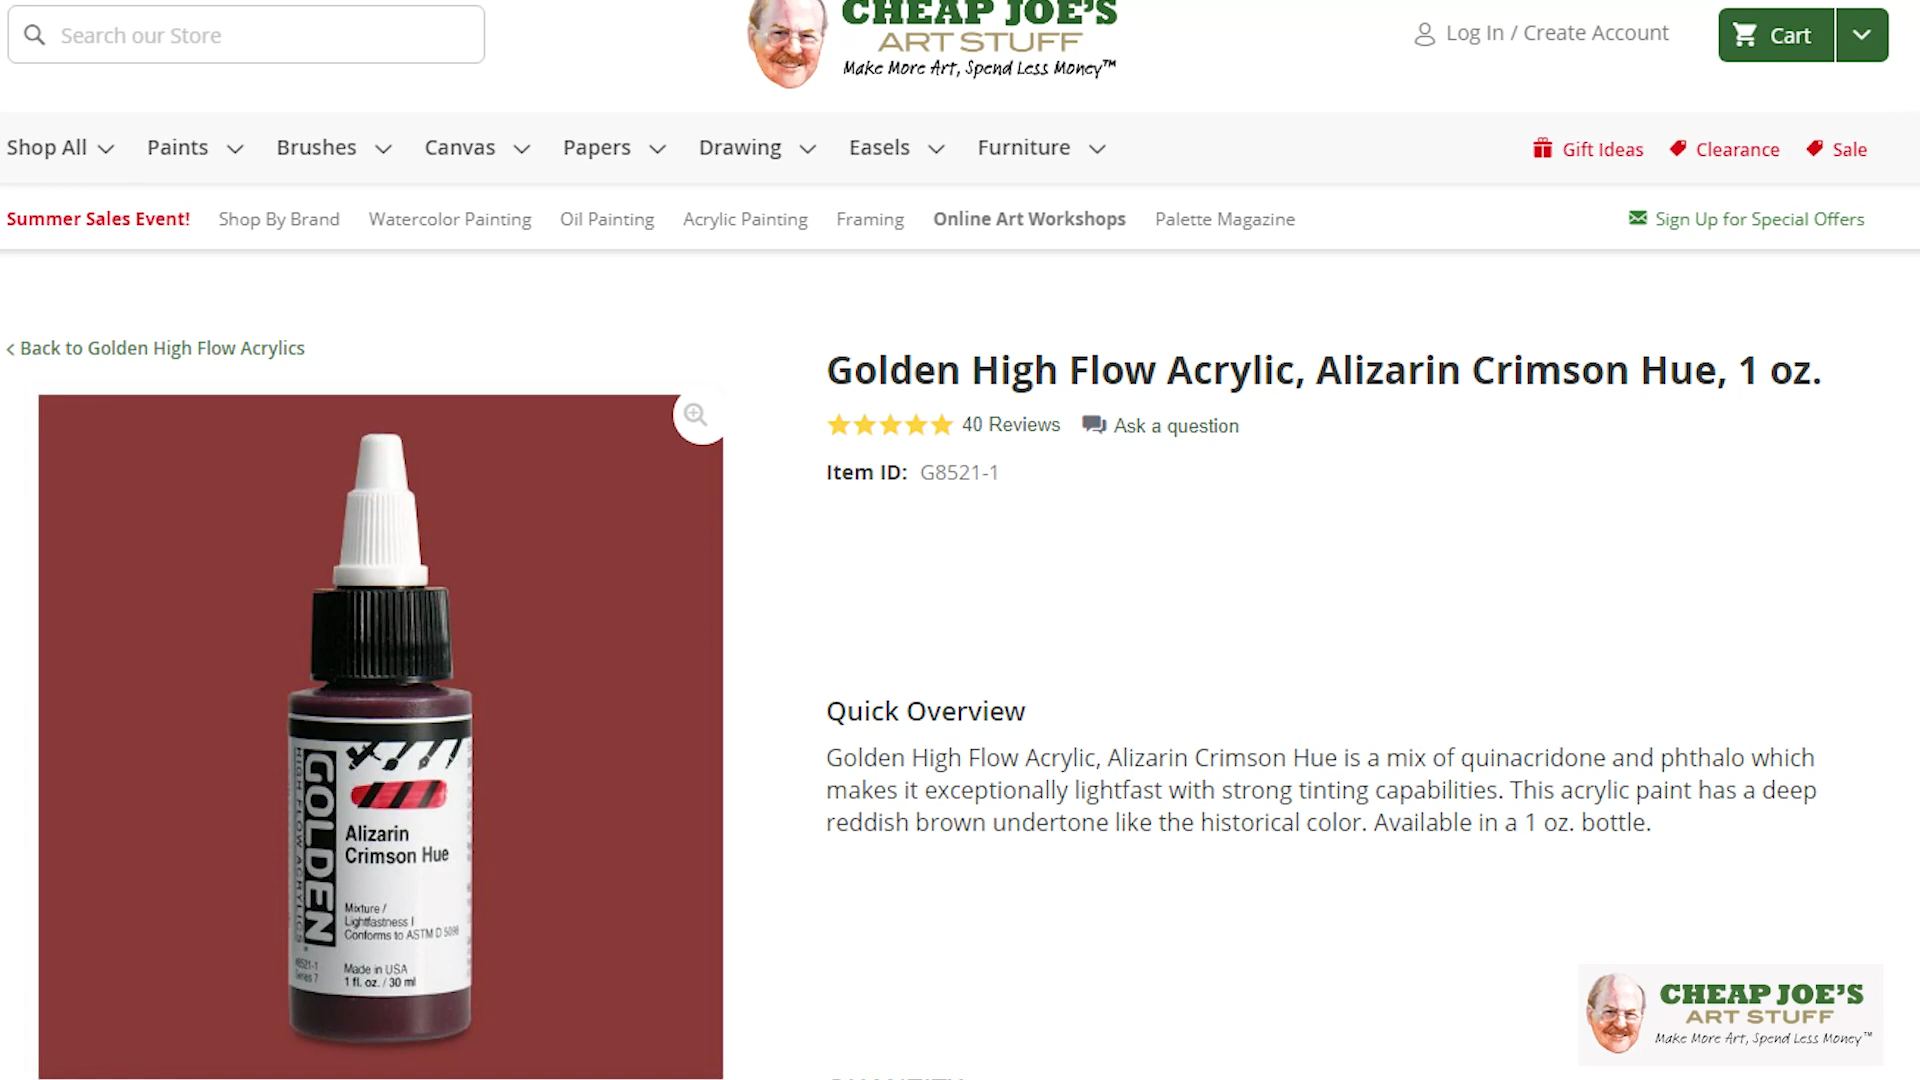 Search our Store
CHEAP JOE'S
ART STUFF
Make More Art, Spend Less Money™
Log In / Create Account
Cart
Shop All
Paints
Brushes
Canvas
Papers
Drawing
Easels
Furniture
Gift Ideas
Clearance
Sale
Summer Sales Event!
Shop By Brand
Watercolor Painting
Oil Painting
Acrylic Painting
Framing
Online Art Workshops
Palette Magazine
Sign Up for Special Offers
< Back to Golden High Flow Acrylics
Golden High Flow Acrylic, Alizarin Crimson Hue, 1 oz.
40 Reviews
Ask a question
Item ID: G8521-1
Quick Overview
Golden High Flow Acrylic, Alizarin Crimson Hue is a mix of quinacridone and phthalo which
makes it exceptionally lightfast with strong tinting capabilities. This acrylic paint has a deep
reddish brown undertone like the historical color. Available in a 1 oz. bottle.
GOLDEN
HIGH FLOW ACRYLICS
Alizarin
Crimson Hue
Mixture /
Lightfastness I
Conforms to ASTM D 5098
8521-1
Series 7
Made in USA
1 fl. oz. / 30 ml
CHEAP JOE'S
ART STUFF
Make More Art, Spend Less Money™